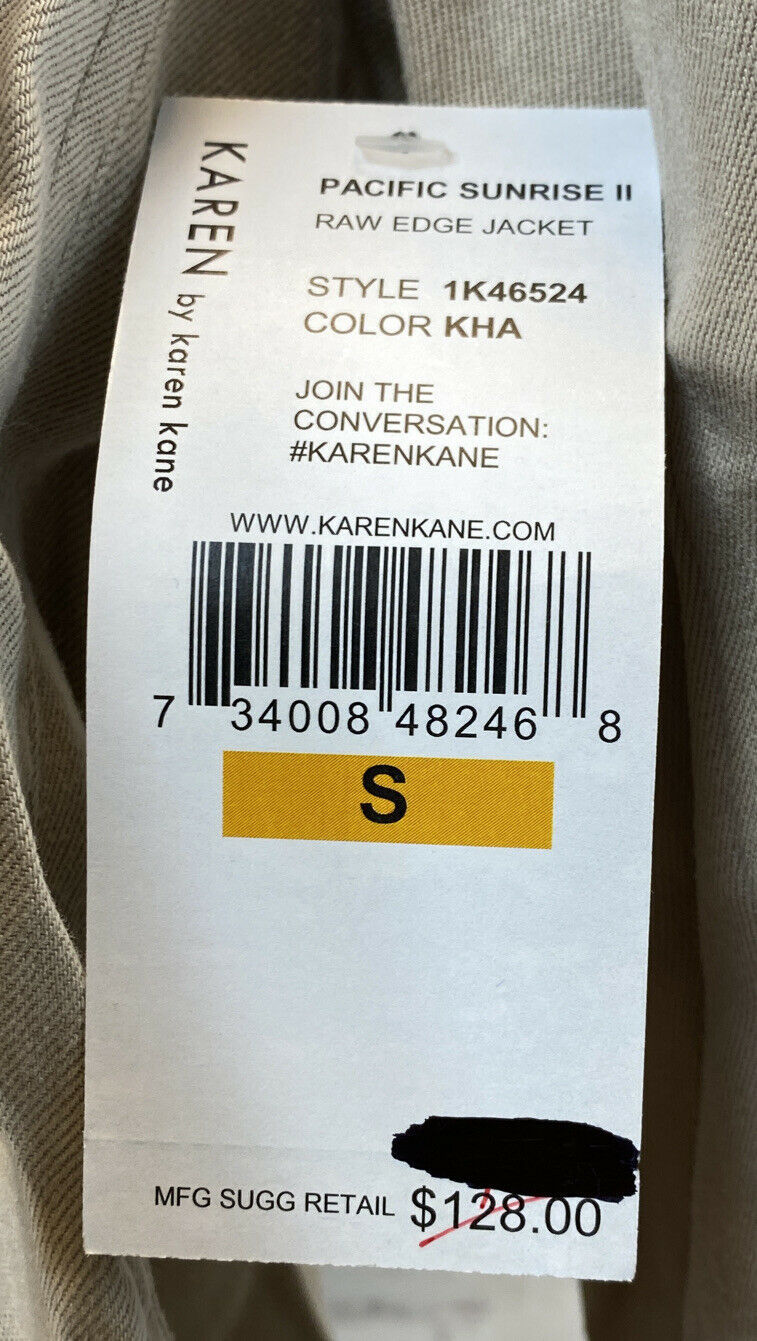 KAREN by karen kane
PACIFIC SUNRISE II
RAW EDGE JACKET
STYLE 1K46524
COLOR KHA
JOIN THE
CONVERSATION:
#KARENKANE
WWW.KARENKANE.COM
7 34008 48246 8
S
MFG SUGG RETAIL $128.00